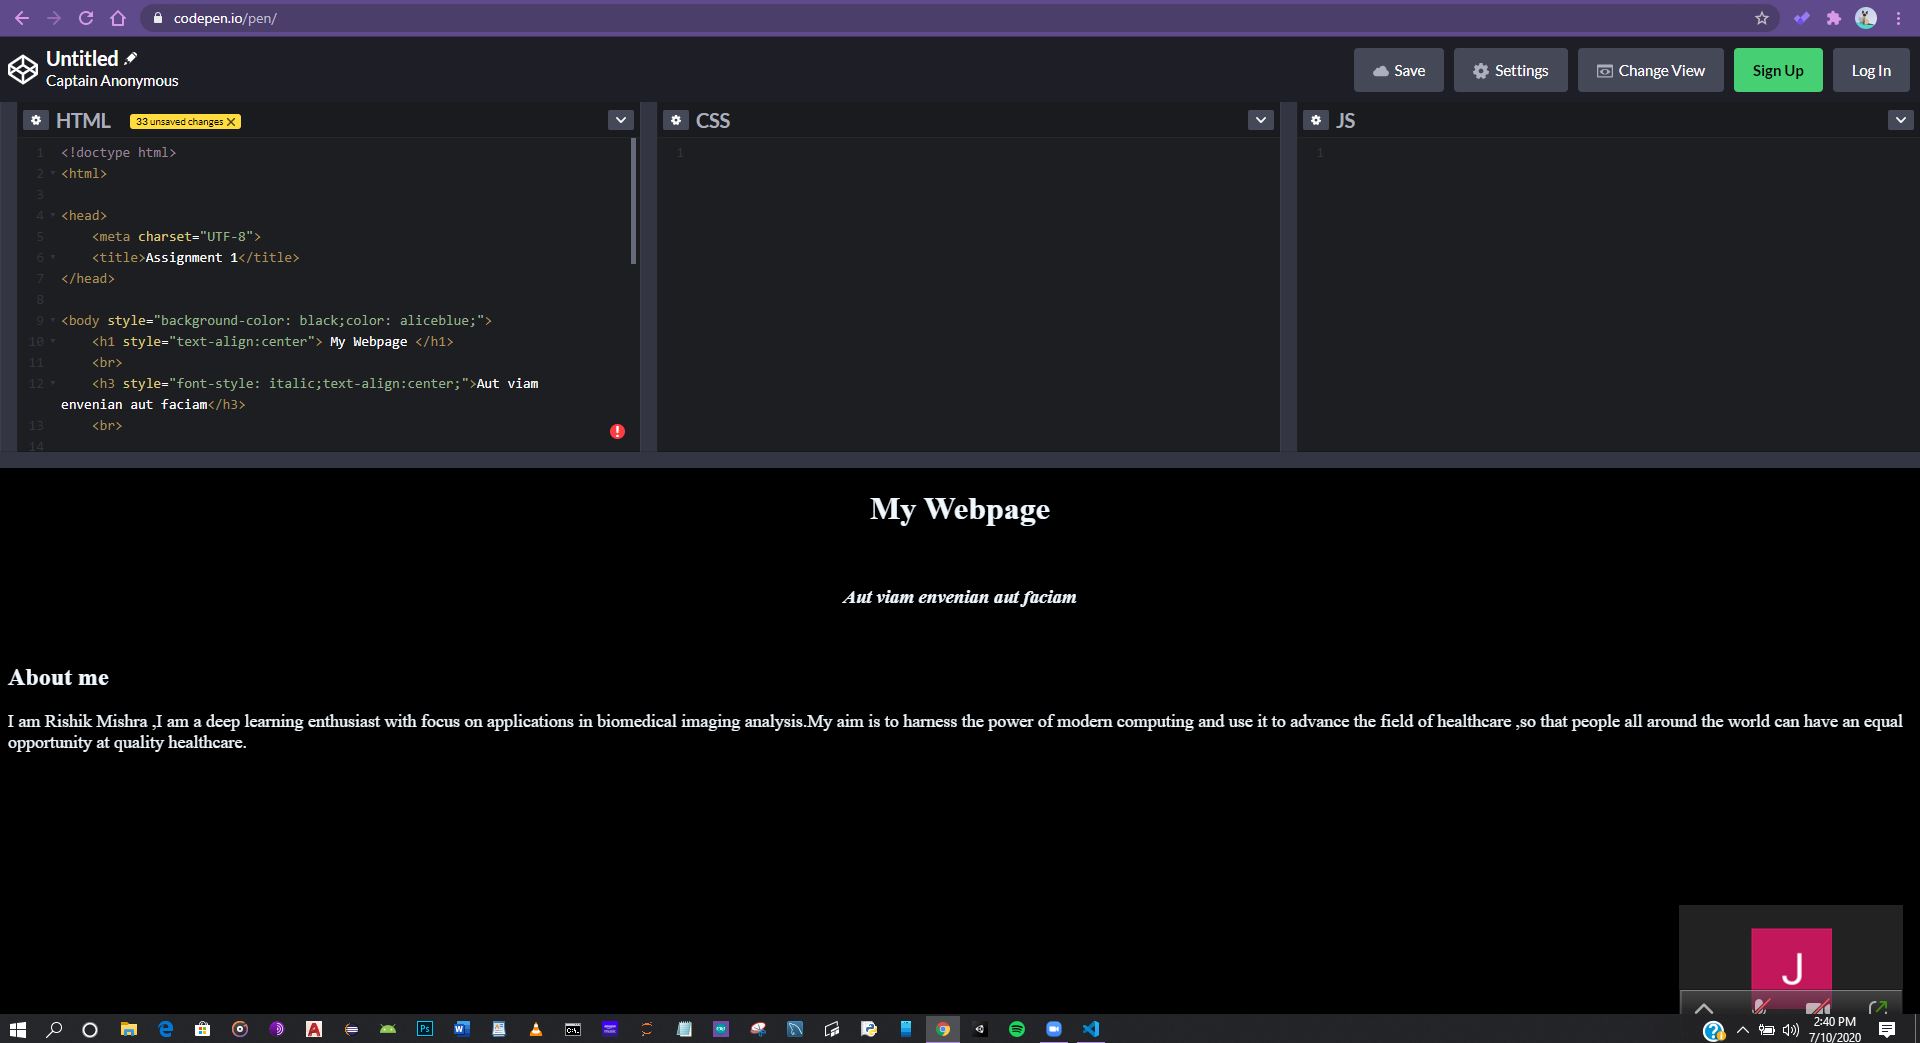 codepen.io/pen/
Untitled
Captain Anonymous
Save
Settings
Change View
Sign Up
Log In
HTML
33 unsaved changes X
CSS
JS
1 <!doctype html>
2 <html>
3
4 <head>
5 <meta charset="UTF-8">
6 <title>Assignment 1</title>
7 </head>
8
9 <body style="background-color: black;color: aliceblue;">
10 <h1 style="text-align:center"> My Webpage </h1>
11 <br>
12 <h3 style="font-style: italic;text-align:center;">Aut viam
envenian aut faciam</h3>
13 <br>
14
1
1
My Webpage
Aut viam envenian aut faciam
About me
I am Rishik Mishra ,I am a deep learning enthusiast with focus on applications in biomedical imaging analysis.My aim is to harness the power of modern computing and use it to advance the field of healthcare ,so that people all around the world can have an equal
opportunity at quality healthcare.
J
2:40 PM
7/10/2020